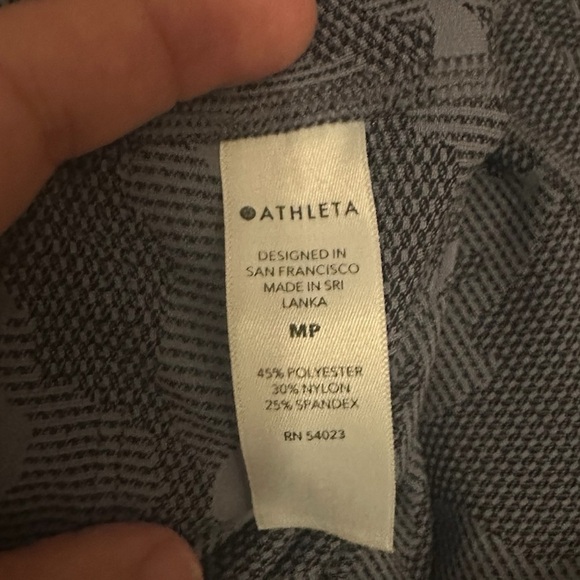 ATHLETA
DESIGNED IN
SAN FRANCISCO
MADE IN SRI
LANKA
MP
45% POLYESTER
30% NYLON
25% SPANDEX
RN 54023